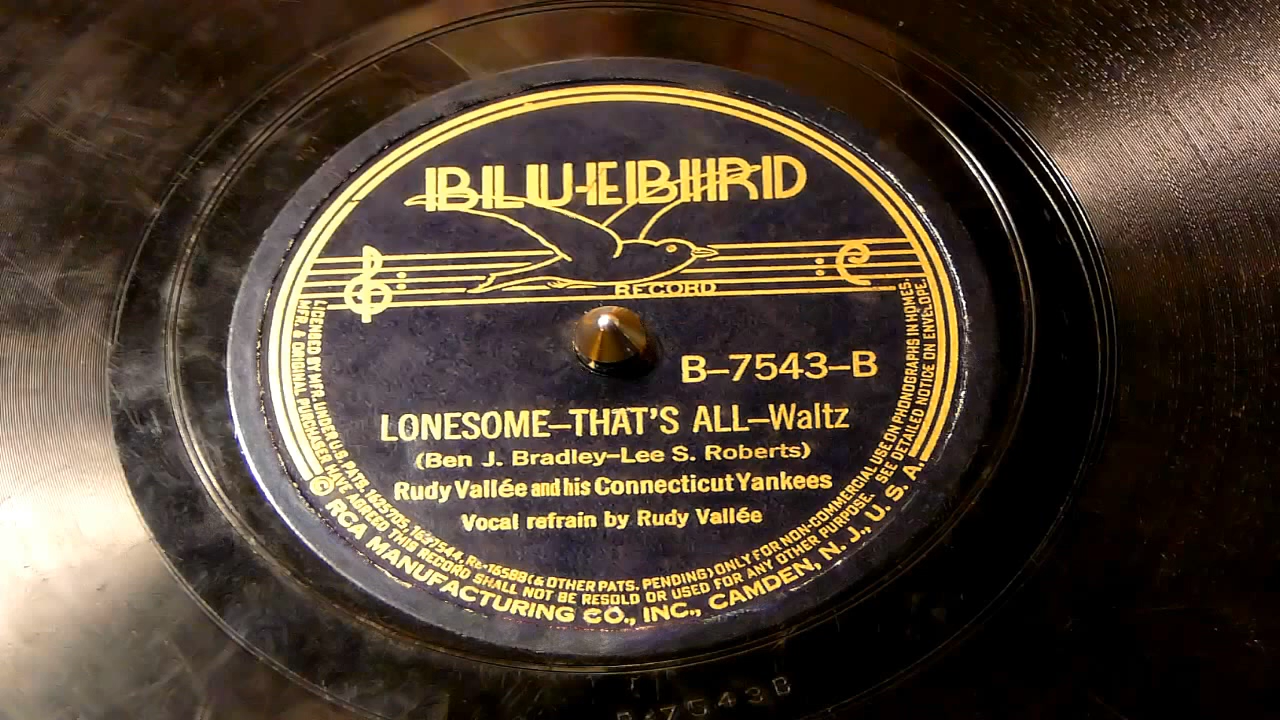 BLUEBIRD
RECORD
B–7543–B
LONESOME–THAT'S ALL–Waltz
(Ben J. Bradley–Lee S. Roberts)
Rudy Vallée and his Connecticut Yankees
Vocal refrain by Rudy Vallée
LICENSED BY MFR. UNDER U.S. PATS. 1625705, 1637544, RE-16588 (& OTHER PATS. PENDING) ONLY FOR NON-COMMERCIAL USE ON PHONOGRAPHS IN HOMES.
MFR. & ORIGINAL PURCHASER HAVE AGREED THIS RECORD SHALL NOT BE RESOLD OR USED FOR ANY OTHER PURPOSE. SEE DETAILED NOTICE ON ENVELOPE.
© RCA MANUFACTURING CO., INC., CAMDEN, N. J., U. S. A.
B-7543B